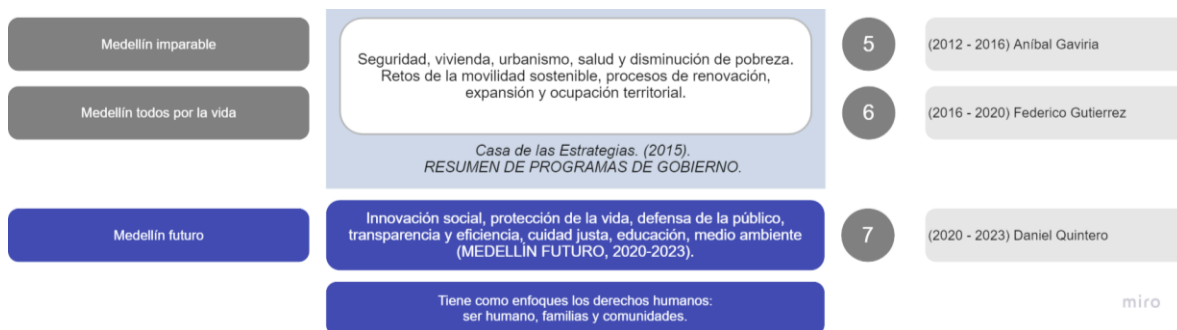 Medellín imparable
Seguridad, vivienda, urbanismo, salud y disminución de pobreza.
Retos de la movilidad sostenible, procesos de renovación,
expansión y ocupación territorial.
5
(2012 - 2016) Aníbal Gaviria
Medellín todos por la vida
6
(2016 - 2020) Federico Gutierrez
Casa de las Estrategias. (2015).
RESUMEN DE PROGRAMAS DE GOBIERNO.
Medellín futuro
Innovación social, protección de la vida, defensa de la público,
transparencia y eficiencia, cuidad justa, educación, medio ambiente
(MEDELLÍN FUTURO, 2020-2023).
7
(2020 - 2023) Daniel Quintero
Tiene como enfoques los derechos humanos:
ser humano, familias y comunidades.
miro